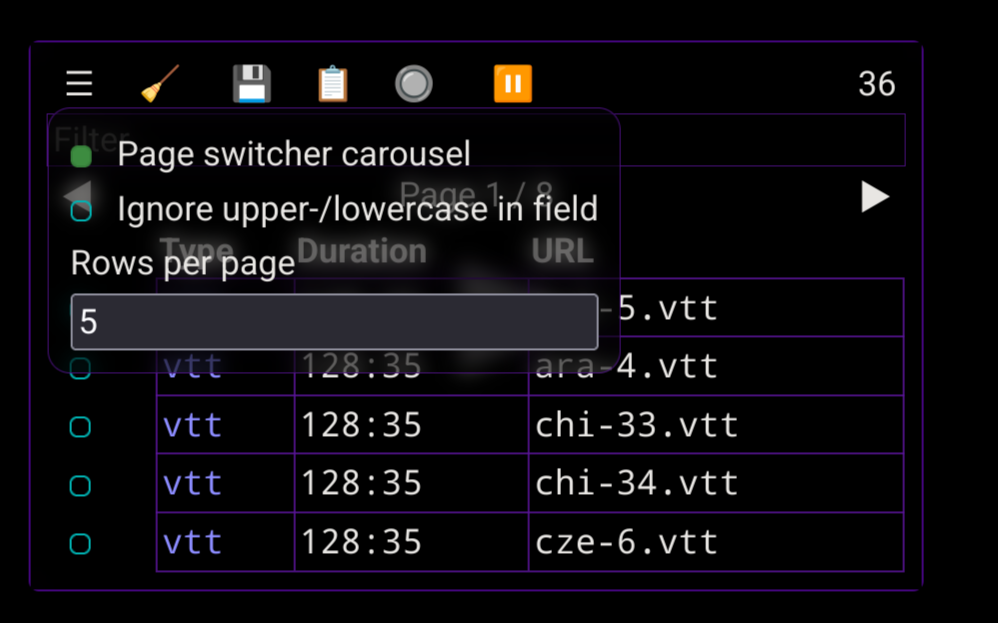 36
Filter
Page switcher carousel
Page 1 / 8
Ignore upper-/lowercase in field
Type Duration URL
Rows per page
5
-5.vtt
vtt 128:35 ara-4.vtt
vtt 128:35 chi-33.vtt
vtt 128:35 chi-34.vtt
vtt 128:35 cze-6.vtt